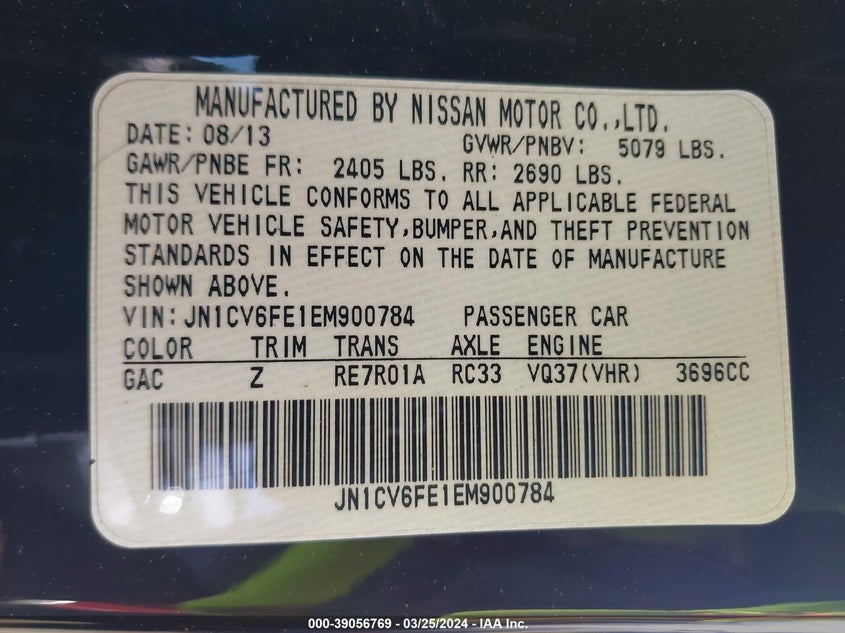 MANUFACTURED BY NISSAN MOTOR CO.,LTD.
DATE: 08/13 GVWR/PNBV: 5079 LBS.
GAWR/PNBE FR: 2405 LBS. RR: 2690 LBS.
THIS VEHICLE CONFORMS TO ALL APPLICABLE FEDERAL
MOTOR VEHICLE SAFETY,BUMPER,AND THEFT PREVENTION
STANDARDS IN EFFECT ON THE DATE OF MANUFACTURE
SHOWN ABOVE.
VIN: JN1CV6FE1EM900784 PASSENGER CAR
COLOR TRIM TRANS AXLE ENGINE
GAC Z RE7R01A RC33 VQ37(VHR) 3696CC
JN1CV6FE1EM900784
000-39056769 - 03/25/2024 - IAA Inc.